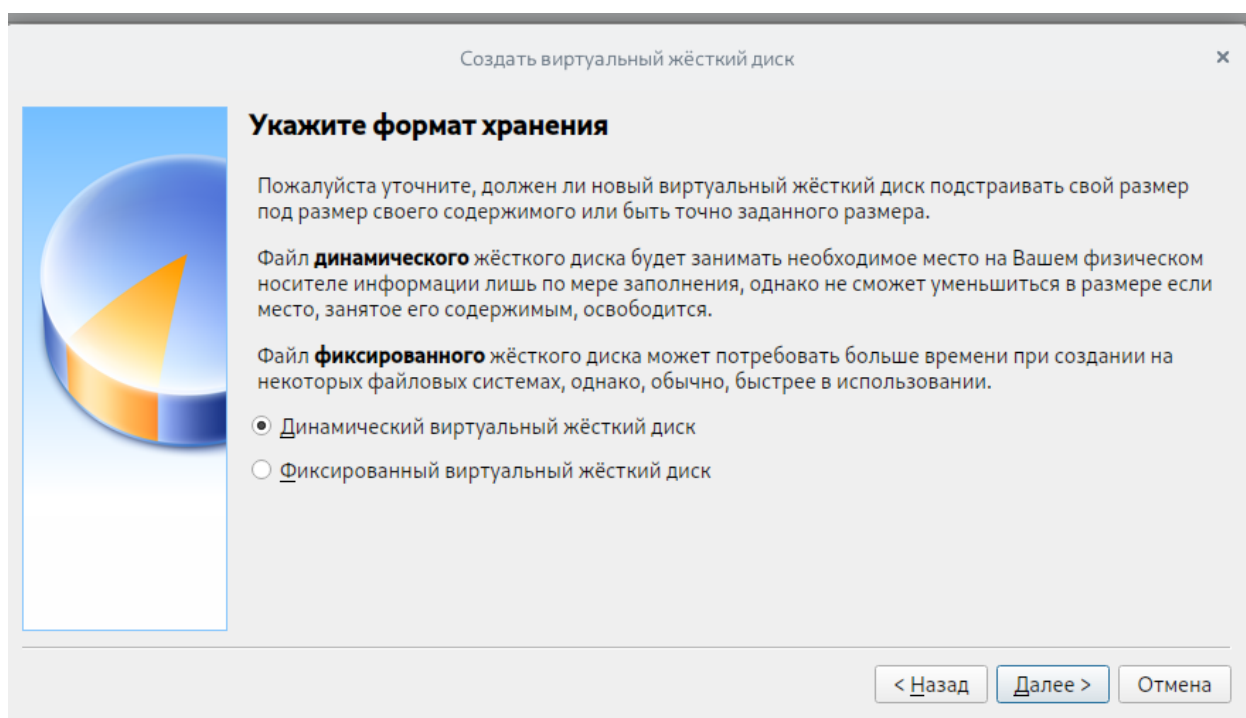 Создать виртуальный жёсткий диск
Укажите формат хранения
Пожалуйста уточните, должен ли новый виртуальный жёсткий диск подстраивать свой размер
под размер своего содержимого или быть точно заданного размера.
Файл динамического жёсткого диска будет занимать необходимое место на Вашем физическом
носителе информации лишь по мере заполнения, однако не сможет уменьшиться в размере если
место, занятое его содержимым, освободится.
Файл фиксированного жёсткого диска может потребовать больше времени при создании на
некоторых файловых системах, однако, обычно, быстрее в использовании.
Динамический виртуальный жёсткий диск
Фиксированный виртуальный жёсткий диск
< Назад Далее > Отмена